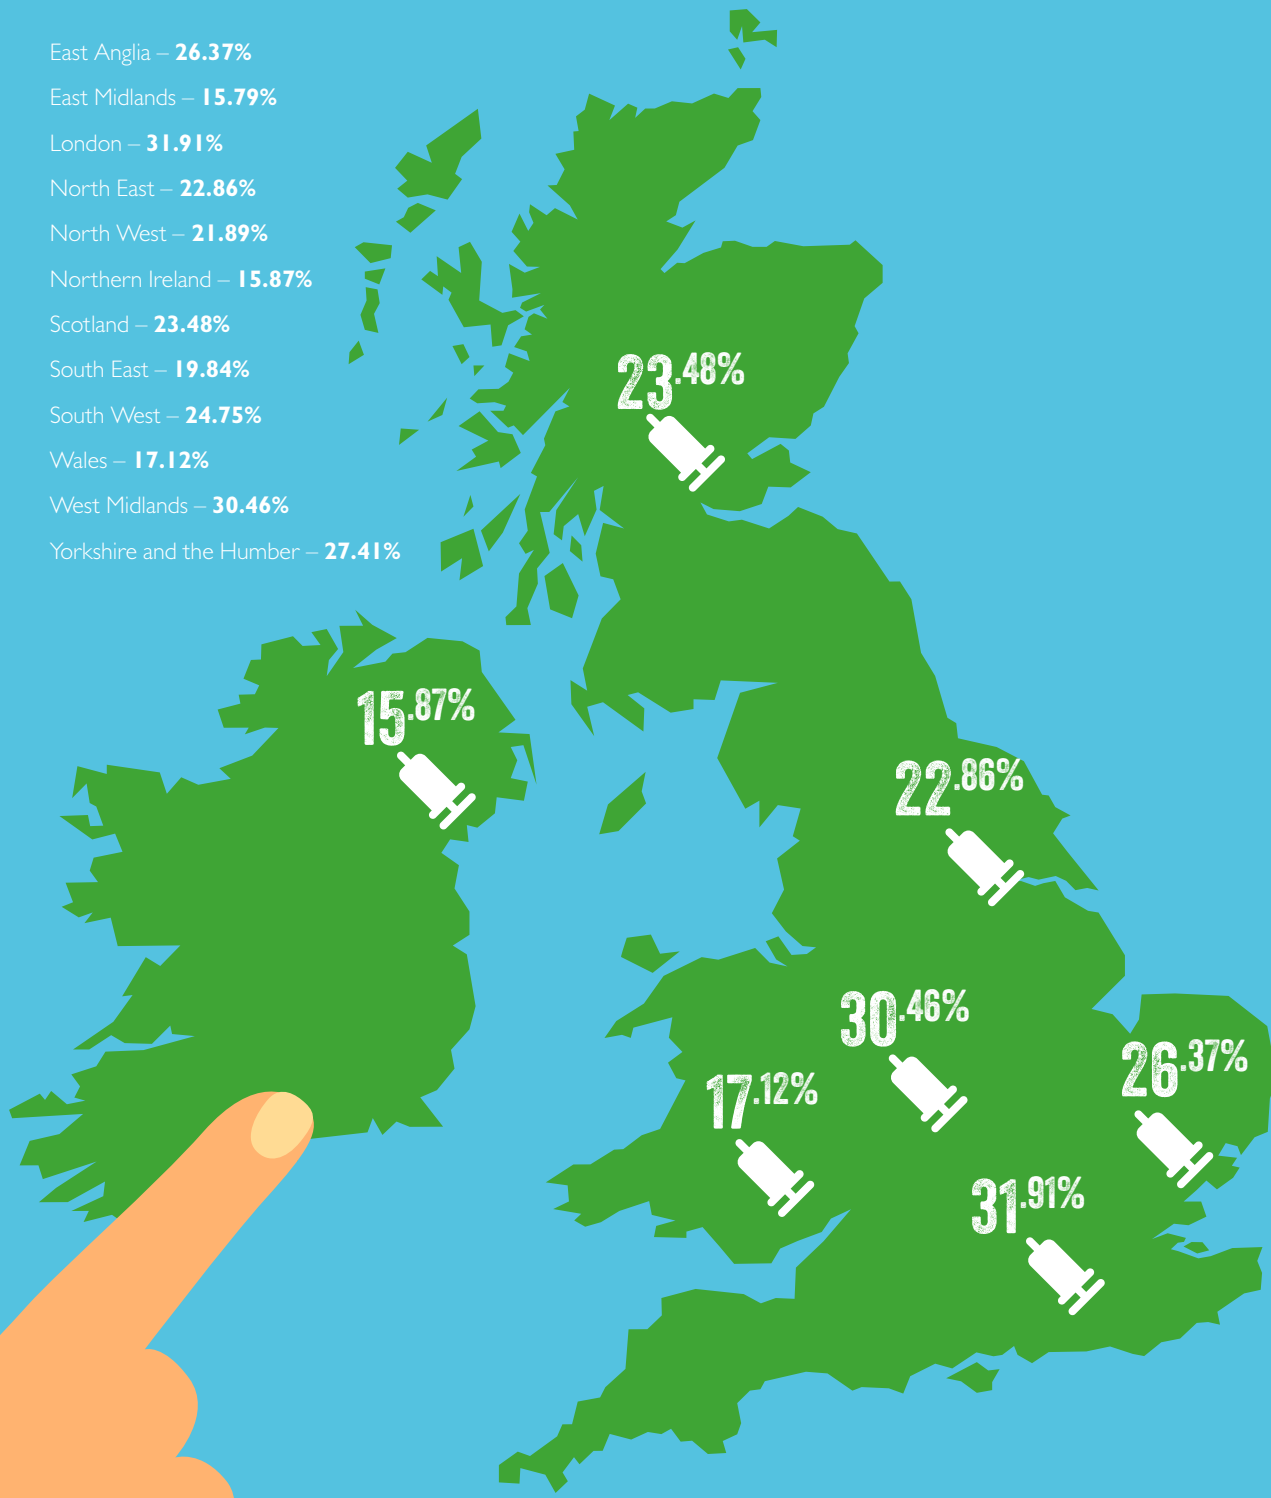 East Anglia – 26.37%
East Midlands – 15.79%
London – 31.91%
North East – 22.86%
North West – 21.89%
Northern Ireland – 15.87%
Scotland – 23.48%
South East – 19.84%
South West – 24.75%
Wales – 17.12%
West Midlands – 30.46%
Yorkshire and the Humber – 27.41%
23.48%
15.87%
22.86%
30.46%
26.37%
17.12%
31.91%